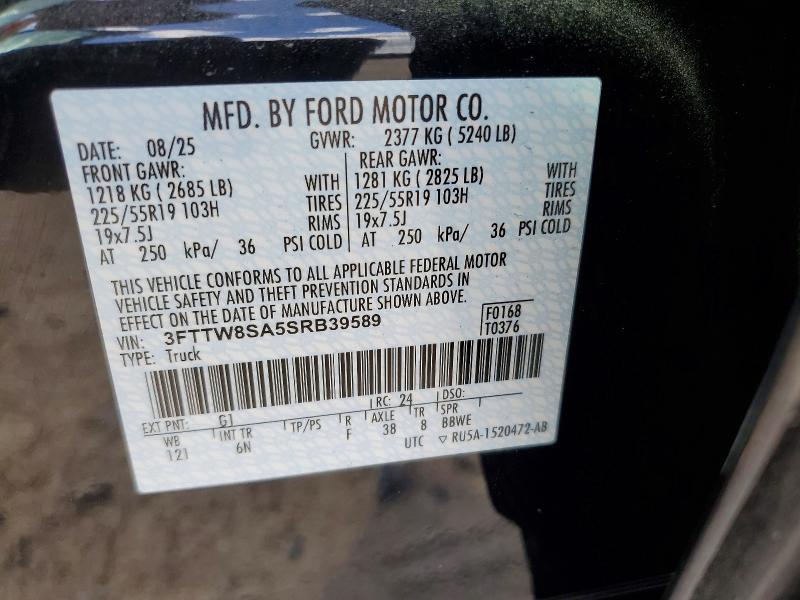 MFD. BY FORD MOTOR CO.
DATE: 08/25 GVWR: 2377 KG ( 5240 LB)
FRONT GAWR: REAR GAWR:
1218 KG ( 2685 LB) WITH 1281 KG ( 2825 LB) WITH
225/55R19 103H TIRES 225/55R19 103H TIRES
19x7.5J RIMS 19x7.5J RIMS
AT 250 kPa/ 36 PSI COLD AT 250 kPa/ 36 PSI COLD
THIS VEHICLE CONFORMS TO ALL APPLICABLE FEDERAL MOTOR
VEHICLE SAFETY AND THEFT PREVENTION STANDARDS IN
EFFECT ON THE DATE OF MANUFACTURE SHOWN ABOVE.
VIN: 3FTTW8SA5SRB39589 F0168
TYPE: Truck T0376
RC: 24 DSO:
EXT PNT: G1
WB INT TR TP/PS R AXLE TR SPR
121 6N F 38 8 BBWE
UTC ▽ RU5A-1520472-AB